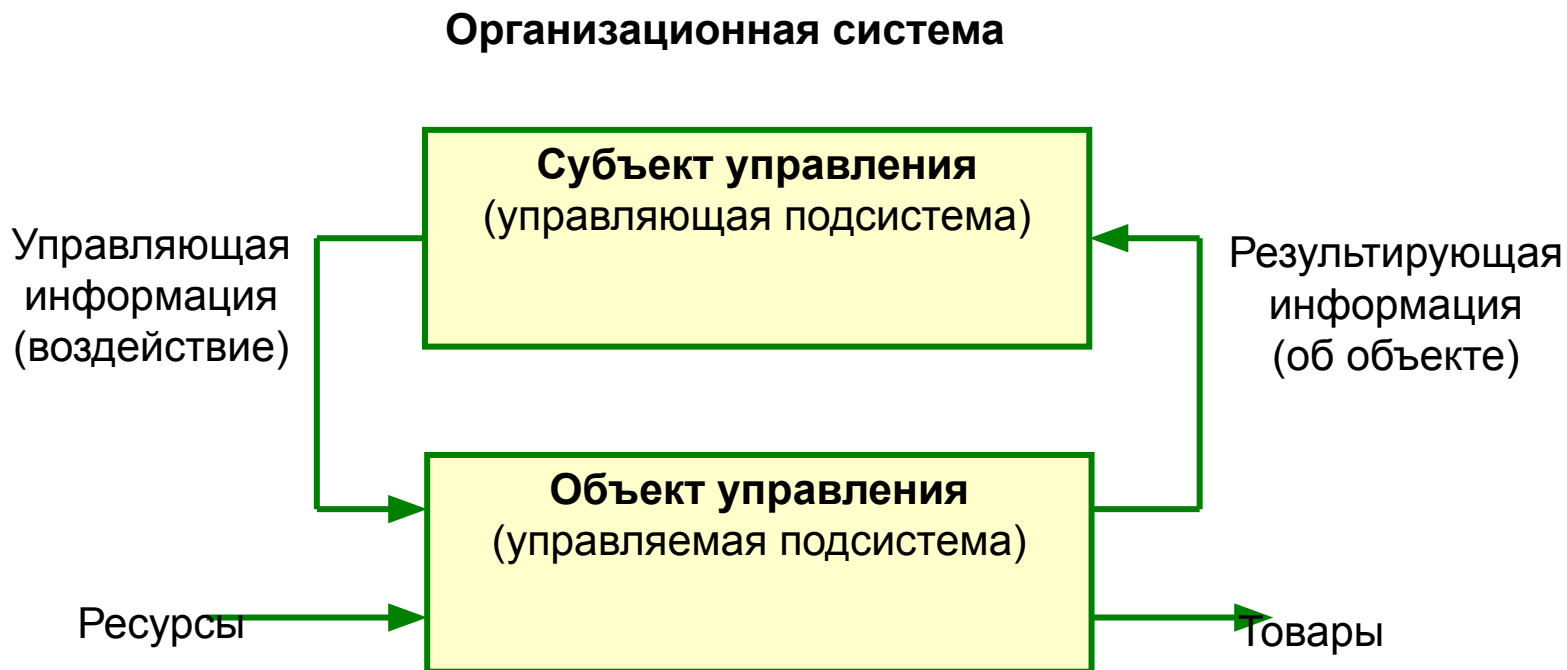 Организационная система
Субъект управления
(управляющая подсистема)
Управляющая
информация
(воздействие)
Результирующая
информация
(об объекте)
Объект управления
(управляемая подсистема)
Ресурсы
Товары